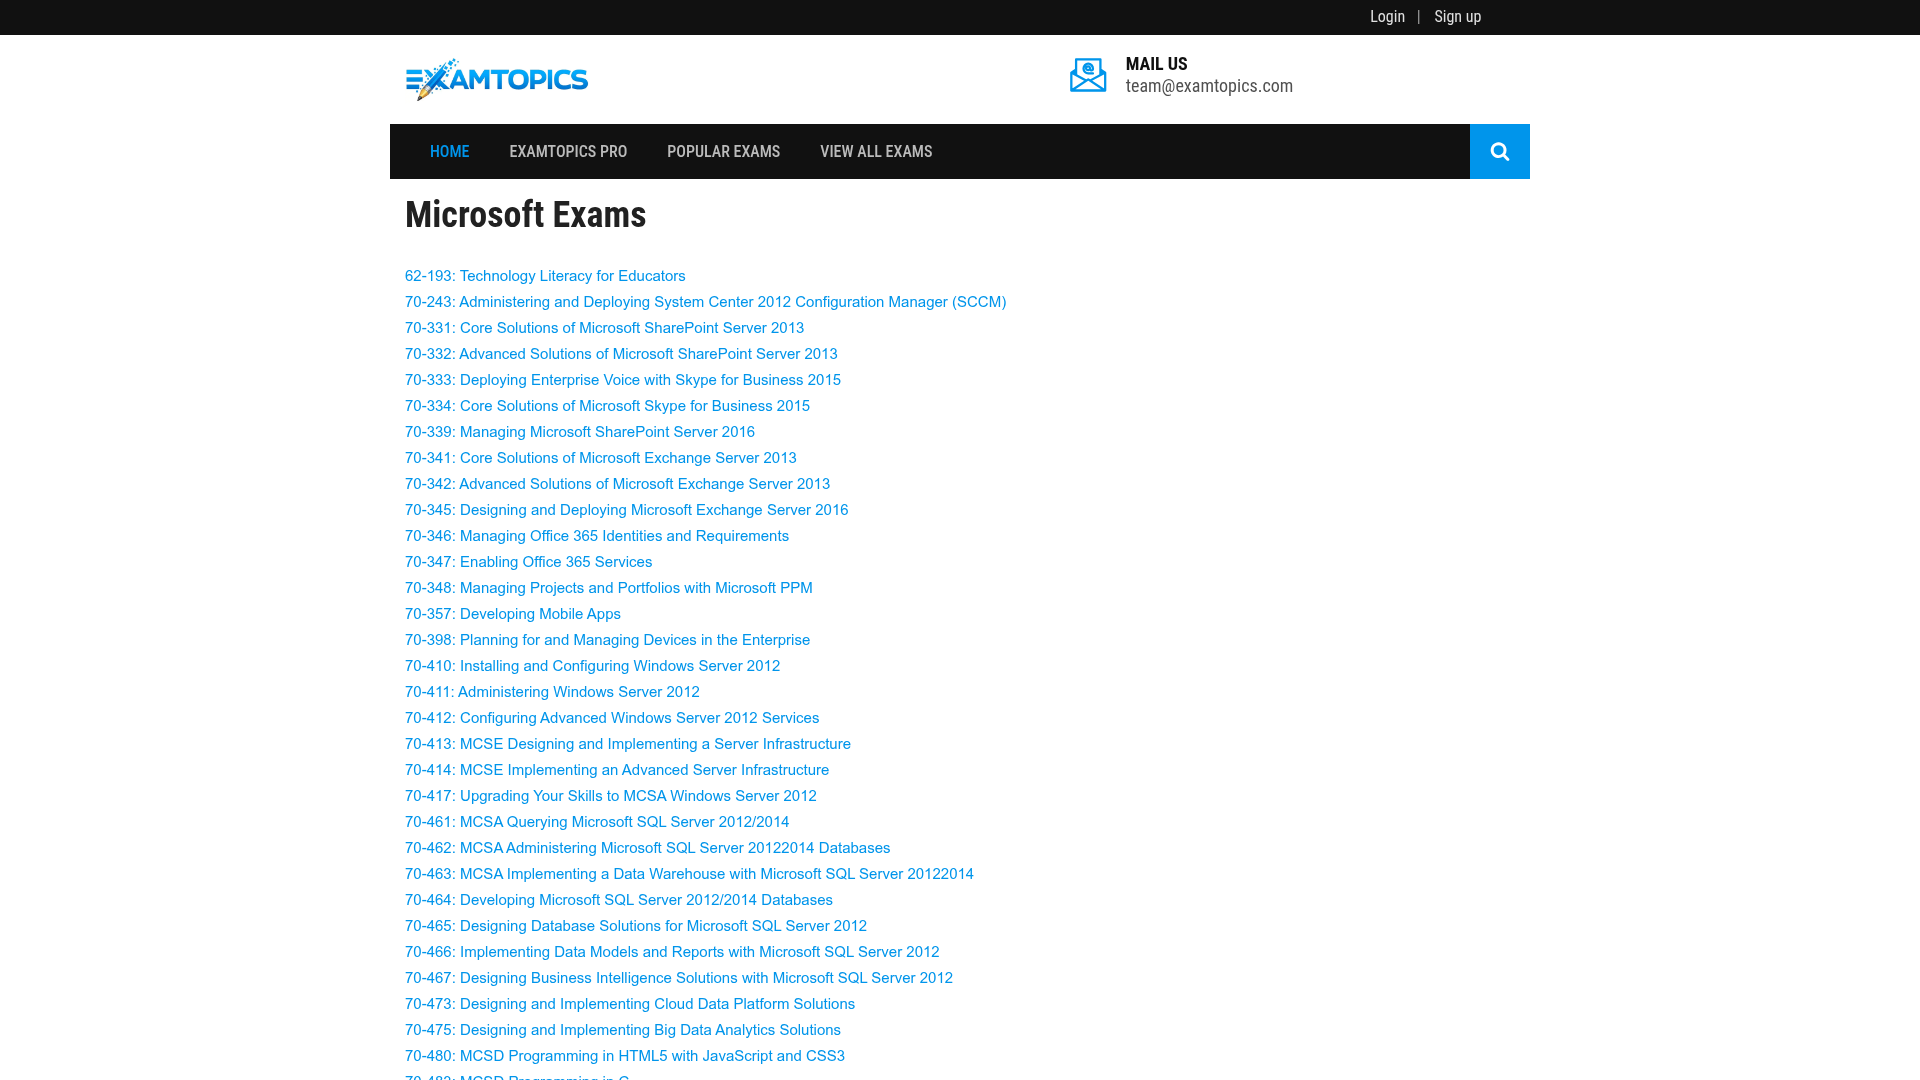 Login | Sign up
EXAMTOPICS
MAIL US
team@examtopics.com
HOME EXAMTOPICS PRO POPULAR EXAMS VIEW ALL EXAMS
Microsoft Exams
62-193: Technology Literacy for Educators
70-243: Administering and Deploying System Center 2012 Configuration Manager (SCCM)
70-331: Core Solutions of Microsoft SharePoint Server 2013
70-332: Advanced Solutions of Microsoft SharePoint Server 2013
70-333: Deploying Enterprise Voice with Skype for Business 2015
70-334: Core Solutions of Microsoft Skype for Business 2015
70-339: Managing Microsoft SharePoint Server 2016
70-341: Core Solutions of Microsoft Exchange Server 2013
70-342: Advanced Solutions of Microsoft Exchange Server 2013
70-345: Designing and Deploying Microsoft Exchange Server 2016
70-346: Managing Office 365 Identities and Requirements
70-347: Enabling Office 365 Services
70-348: Managing Projects and Portfolios with Microsoft PPM
70-357: Developing Mobile Apps
70-398: Planning for and Managing Devices in the Enterprise
70-410: Installing and Configuring Windows Server 2012
70-411: Administering Windows Server 2012
70-412: Configuring Advanced Windows Server 2012 Services
70-413: MCSE Designing and Implementing a Server Infrastructure
70-414: MCSE Implementing an Advanced Server Infrastructure
70-417: Upgrading Your Skills to MCSA Windows Server 2012
70-461: MCSA Querying Microsoft SQL Server 2012/2014
70-462: MCSA Administering Microsoft SQL Server 20122014 Databases
70-463: MCSA Implementing a Data Warehouse with Microsoft SQL Server 20122014
70-464: Developing Microsoft SQL Server 2012/2014 Databases
70-465: Designing Database Solutions for Microsoft SQL Server 2012
70-466: Implementing Data Models and Reports with Microsoft SQL Server 2012
70-467: Designing Business Intelligence Solutions with Microsoft SQL Server 2012
70-473: Designing and Implementing Cloud Data Platform Solutions
70-475: Designing and Implementing Big Data Analytics Solutions
70-480: MCSD Programming in HTML5 with JavaScript and CSS3
70-483: MCSD Programming in C